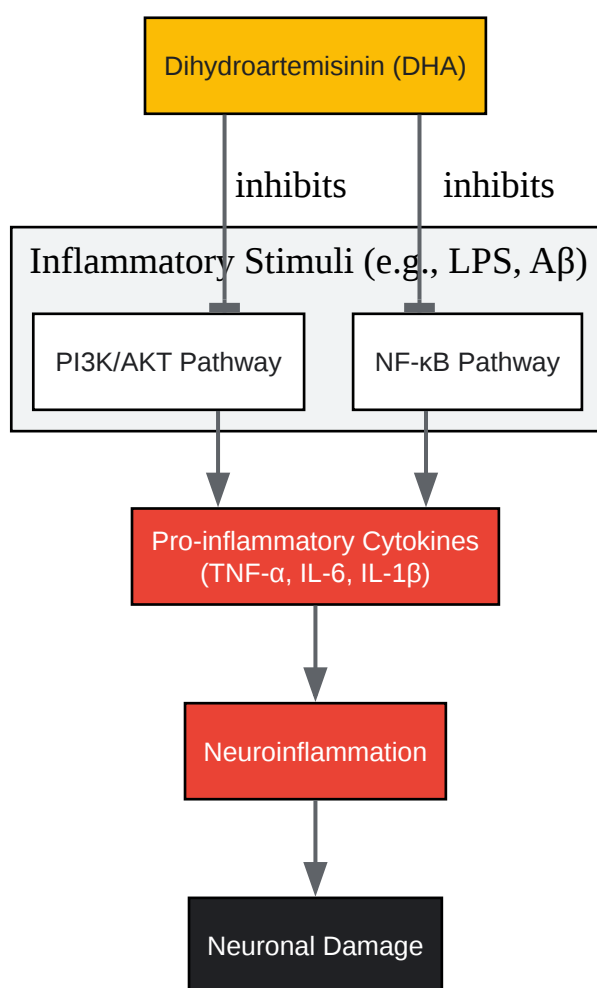 Dihydroartemisinin (DHA)
inhibits
inhibits
Inflammatory Stimuli (e.g., LPS, Aβ)
PI3K/AKT Pathway
NF-κB Pathway
Pro-inflammatory Cytokines
(TNF-α, IL-6, IL-1β)
Neuroinflammation
Neuronal Damage